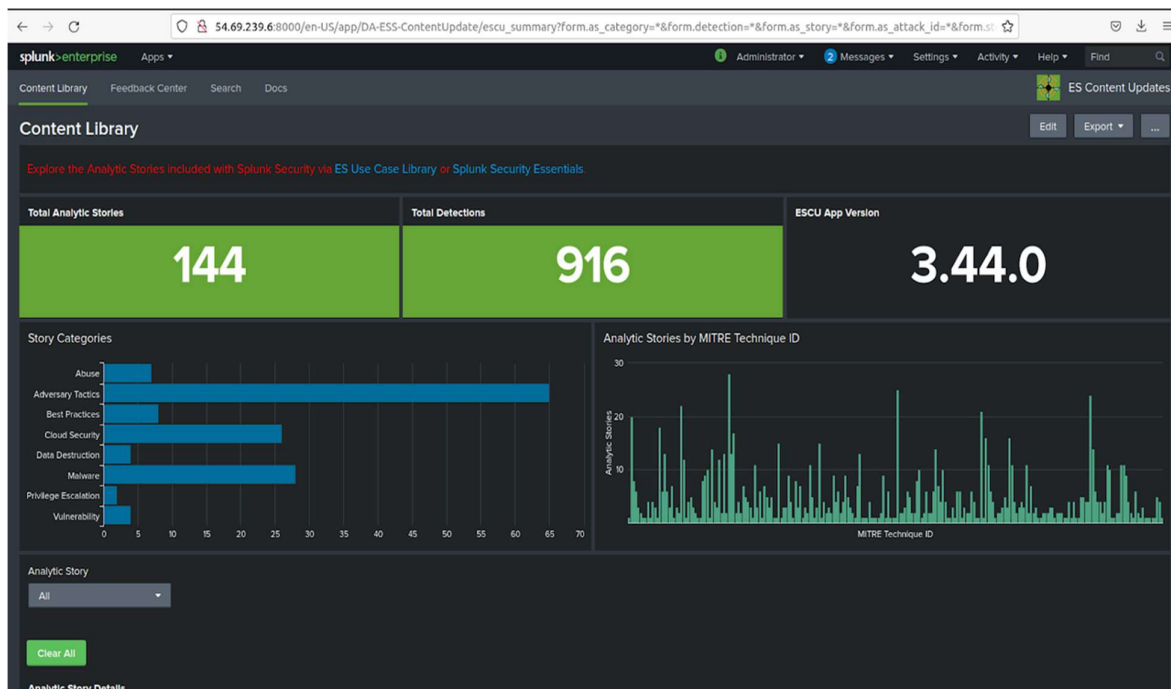 54.69.239.6:8000/en-US/app/DA-ESS-ContentUpdate/escu_summary?form.as_category=*&form.detection=*&form.as_story=*&form.as_attack_id=*&form.st
splunk>enterprise Apps Administrator 2 Messages Settings Activity Help Find
Content Library Feedback Center Search Docs ES Content Updates
Content Library Edit Export ...
Explore the Analytic Stories included with Splunk Security via ES Use Case Library or Splunk Security Essentials.
Total Analytic Stories Total Detections ESCU App Version
144 916 3.44.0
Story Categories
Abuse
Adversary Tactics
Best Practices
Cloud Security
Data Destruction
Malware
Privilege Escalation
Vulnerability
0 5 10 15 20 25 30 35 40 45 50 55 60 65 70
Analytic Stories by MITRE Technique ID
30
20
10
Analytic Stories
MITRE Technique ID
Analytic Story
All
Clear All
Analytic Story Details